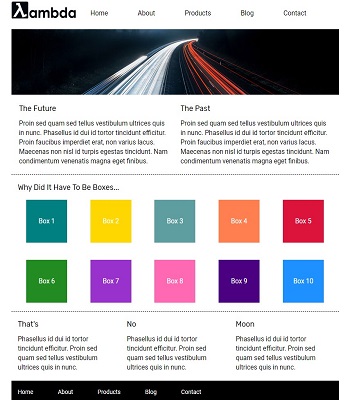 λambda Home About Products Blog Contact
The Future
Proin sed quam sed tellus vestibulum ultrices quis
in nunc. Phasellus id dui id tortor tincidunt efficitur.
Proin faucibus imperdiet erat, non varius lacus.
Maecenas non nisl id turpis egestas tincidunt. Nam
condimentum venenatis magna eget finibus.
The Past
Proin sed quam sed tellus vestibulum ultrices quis
in nunc. Phasellus id dui id tortor tincidunt efficitur.
Proin faucibus imperdiet erat, non varius lacus.
Maecenas non nisl id turpis egestas tincidunt. Nam
condimentum venenatis magna eget finibus.
Why Did It Have To Be Boxes...
Box 1 Box 2 Box 3 Box 4 Box 5
Box 6 Box 7 Box 8 Box 9 Box 10
That's
Phasellus id dui id tortor
tincidunt efficitur. Proin sed
quam sed tellus vestibulum
ultrices quis in nunc.
No
Phasellus id dui id tortor
tincidunt efficitur. Proin sed
quam sed tellus vestibulum
ultrices quis in nunc.
Moon
Phasellus id dui id tortor
tincidunt efficitur. Proin sed
quam sed tellus vestibulum
ultrices quis in nunc.
Home About Products Blog Contact